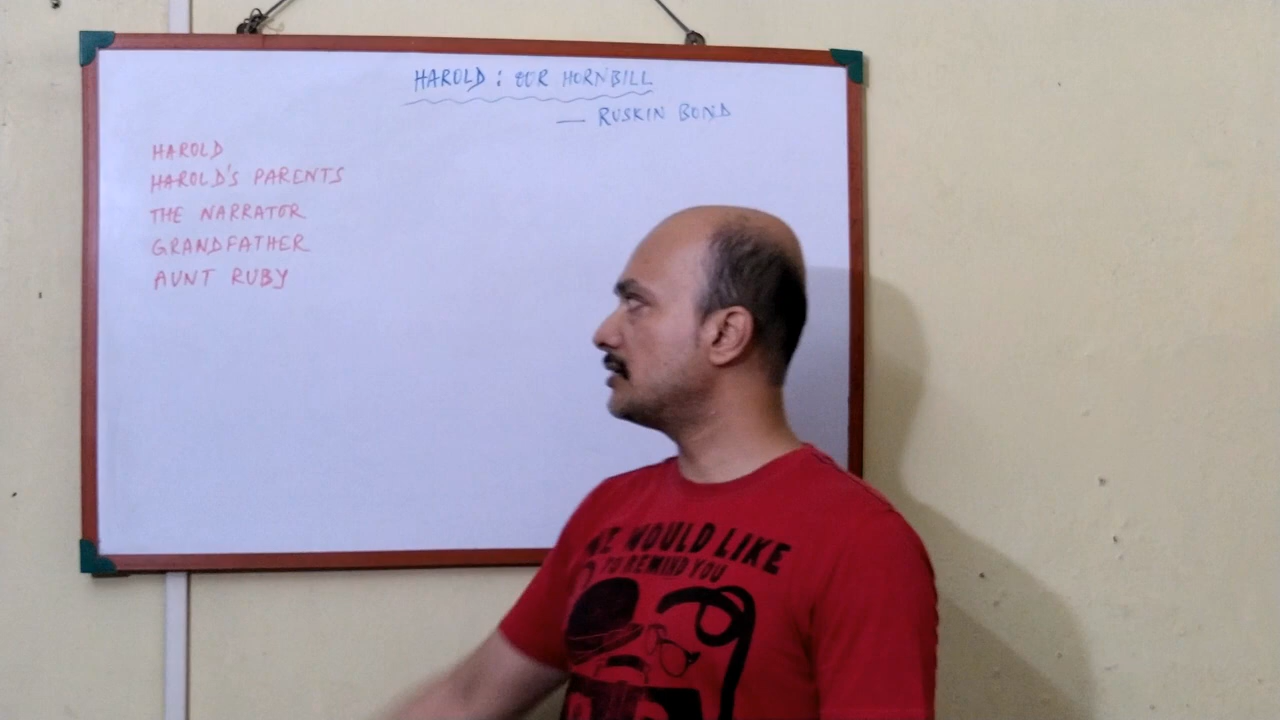 HAROLD : OUR HORNBILL
— RUSKIN BOND
HAROLD
HAROLD'S PARENTS
THE NARRATOR
GRANDFATHER
AUNT RUBY
WE WOULD LIKE
TO REMIND YOU